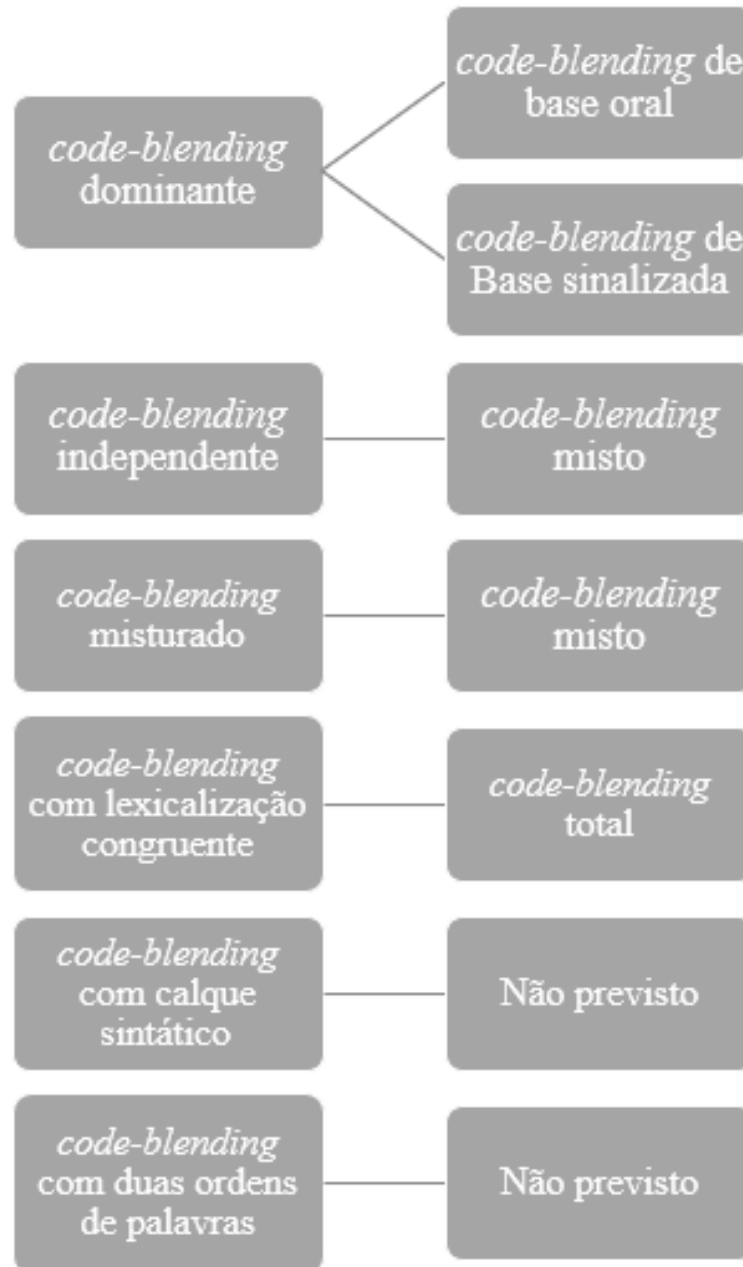 code-blending
dominante
code-blending de
base oral
code-blending de
Base sinalizada
code-blending
independente
code-blending
misto
code-blending
misturado
code-blending
misto
code-blending
com lexicalização
congruente
code-blending
total
code-blending
com calque
sintático
Não previsto
code-blending
com duas ordens
de palavras
Não previsto